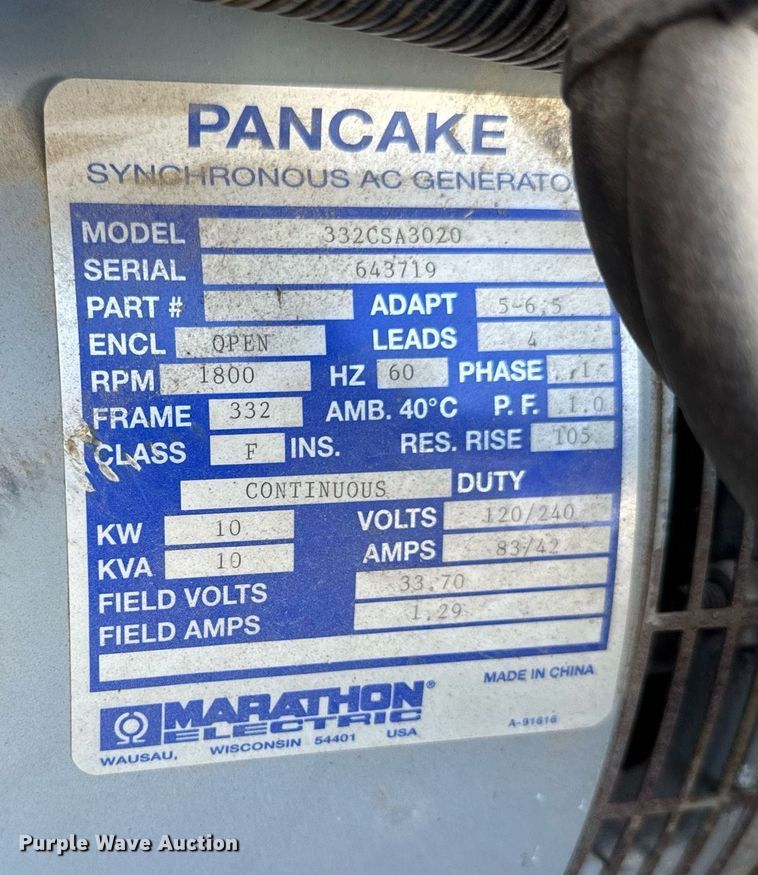 PANCAKE
SYNCHRONOUS AC GENERATO
MODEL 332CSA3020
SERIAL 643719
PART # ADAPT 5-6.5
ENCL OPEN LEADS 4
RPM 1800 HZ 60 PHASE 1
FRAME 332 AMB. 40°C P. F. 1.0
CLASS F INS. RES. RISE 105
CONTINUOUS DUTY
KW 10 VOLTS 120/240
KVA 10 AMPS 83/42
FIELD VOLTS 33.70
FIELD AMPS 1.29
MADE IN CHINA
MARATHON®
ELECTRIC
WAUSAU, WISCONSIN 54401 USA
A-91616
Purple Wave Auction